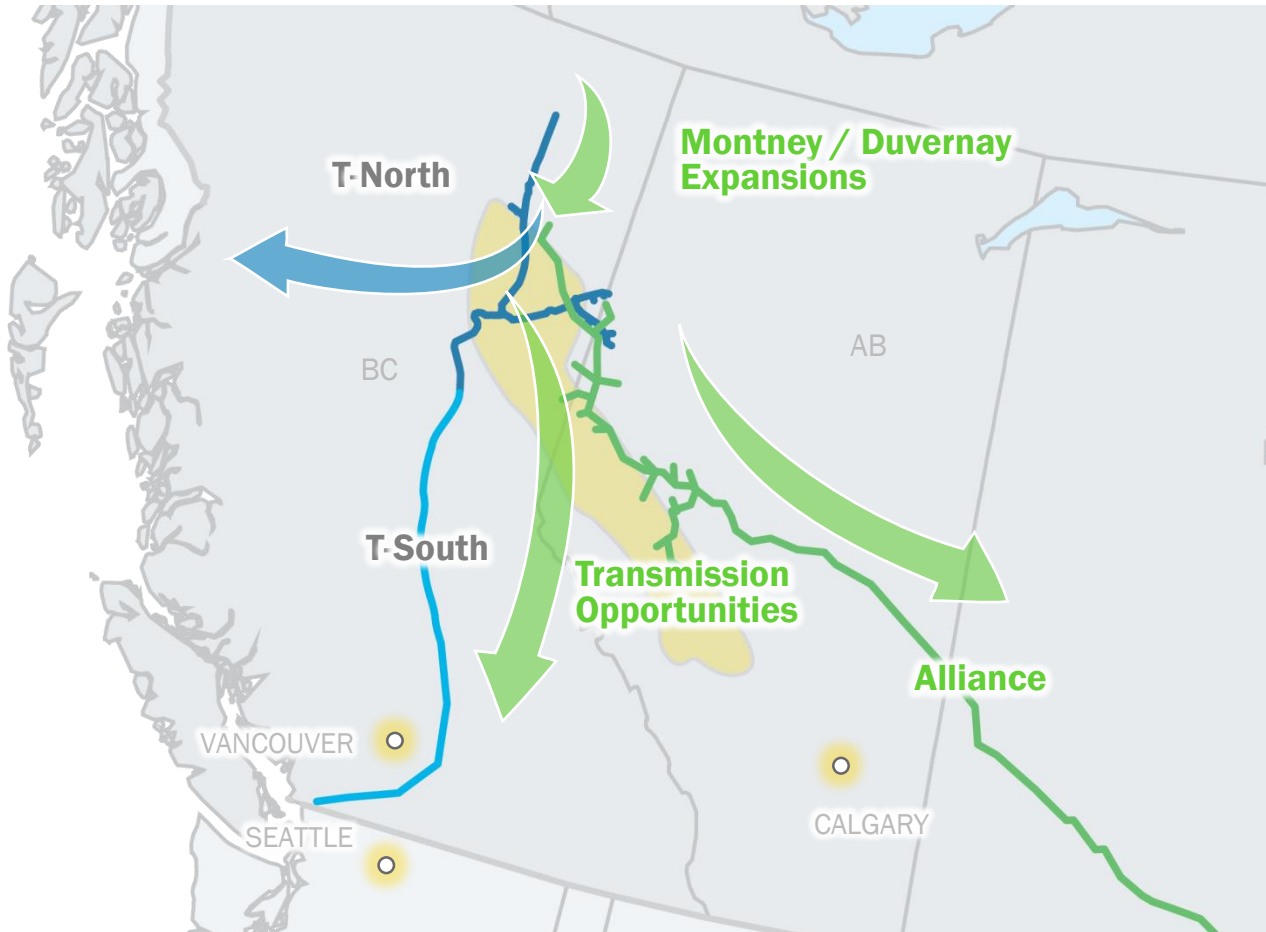 Montney / Duvernay
Expansions
T-North
BC
AB
T-South
Transmission
Opportunities
Alliance
VANCOUVER
CALGARY
SEATTLE